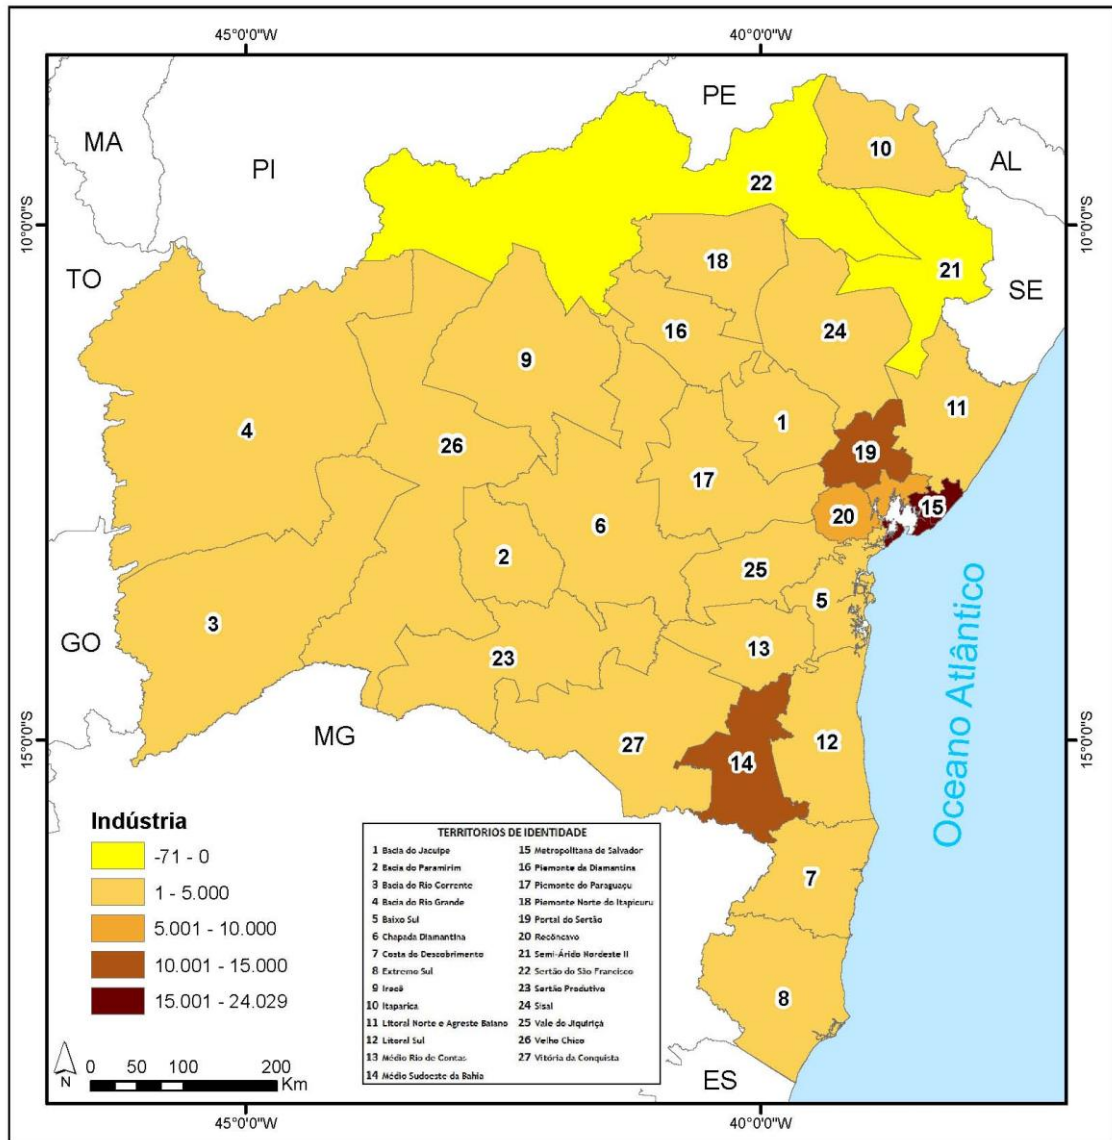 45°0'0"W 40°0'0"W
PE
MA
AL
10
PI
22
10°0'0"S 10°0'0"S
18
21
TO
SE
16 24
9
11
1
4
26
19
17
15
20
6
2
25
5
3
GO
13
23
MG
27
12
14
15°0'0"S 15°0'0"S
7
8
ES
Oceano Atlântico
Indústria
-71 - 0
1 - 5.000
5.001 - 10.000
10.001 - 15.000
15.001 - 24.029
N
0 50 100 200
Km
TERRITORIOS DE IDENTIDADE
1 Bacia do Jacuipe
2 Bacia do Paramirim
3 Bacia do Rio Corrente
4 Bacia do Rio Grande
5 Baixo Sul
6 Chapada Diamantina
7 Costa do Descobrimento
8 Extremo Sul
9 Irecê
10 Itaparica
11 Litoral Norte e Agreste Baiano
12 Litoral Sul
13 Médio Rio de Contas
14 Médio Sudoeste da Bahia
15 Metropolitana de Salvador
16 Piemonte da Diamantina
17 Piemonte do Paraguaçu
18 Piemonte Norte do Itapicuru
19 Portal do Sertão
20 Recôncavo
21 Semi-Árido Nordeste II
22 Sertão do São Francisco
23 Sertão Produtivo
24 Sisal
25 Vale do Jiquiriçá
26 Velho Chico
27 Vitória da Conquista
45°0'0"W 40°0'0"W